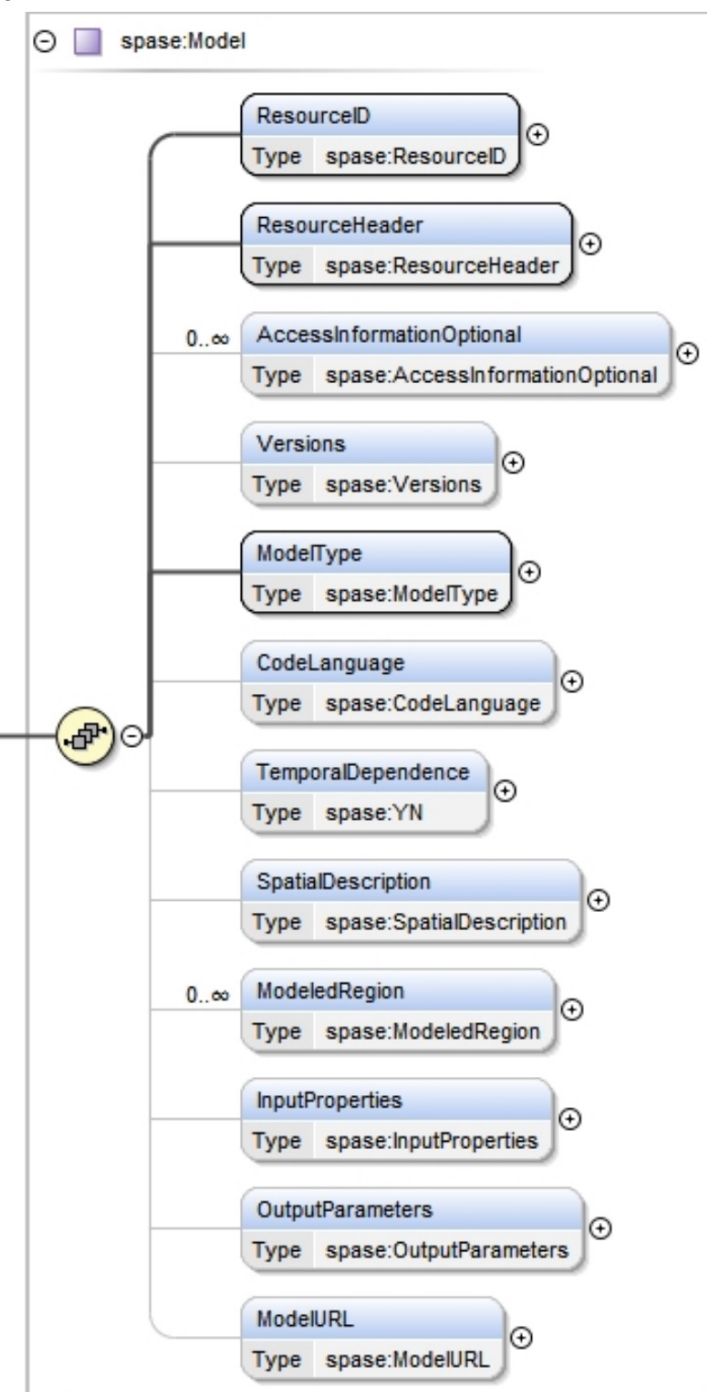 spase:Model
ResourceID
Type spase:ResourceID
ResourceHeader
Type spase:ResourceHeader
0..∞ AccessInformationOptional
Type spase:AccessInformationOptional
Versions
Type spase:Versions
ModelType
Type spase:ModelType
CodeLanguage
Type spase:CodeLanguage
TemporalDependence
Type spase:YN
SpatialDescription
Type spase:SpatialDescription
0..∞ ModeledRegion
Type spase:ModeledRegion
InputProperties
Type spase:InputProperties
OutputParameters
Type spase:OutputParameters
ModelURL
Type spase:ModelURL